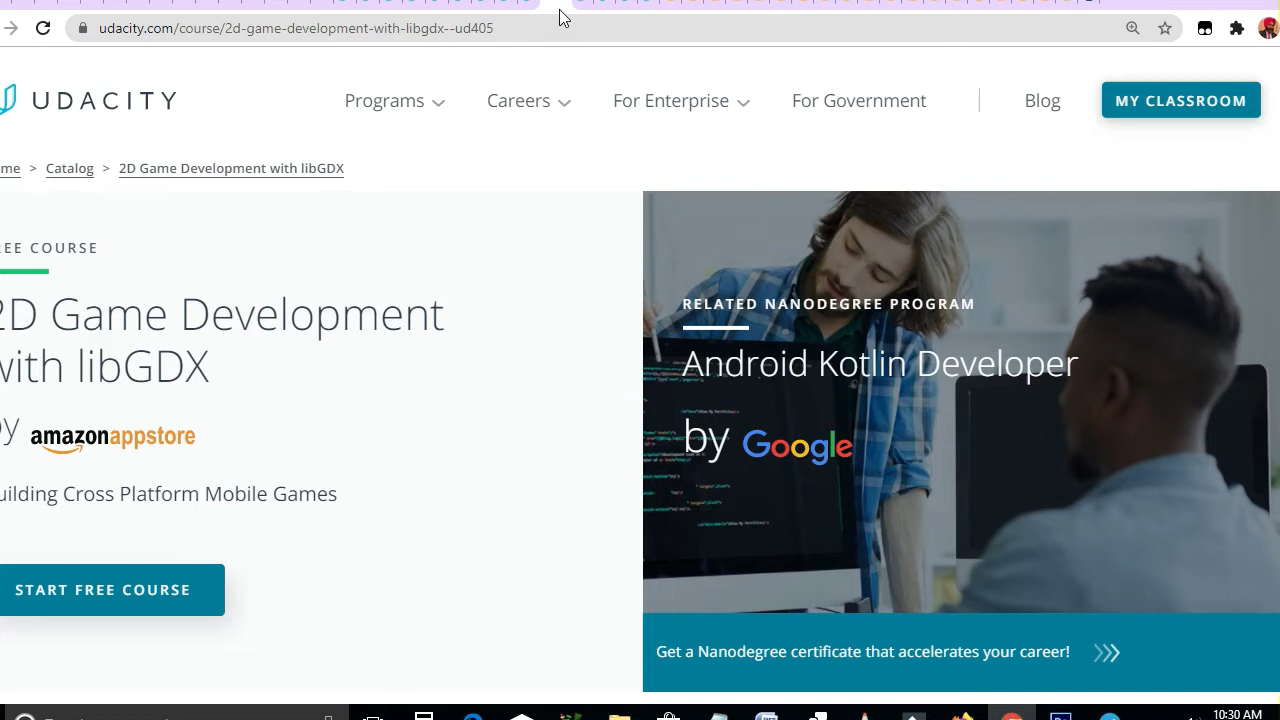 udacity.com/course/2d-game-development-with-libgdx--ud405
UDACITY
Programs
Careers
For Enterprise
For Government
Blog
MY CLASSROOM
me > Catalog > 2D Game Development with libGDX
REE COURSE
2D Game Development
with libGDX
by amazonappstore
uilding Cross Platform Mobile Games
START FREE COURSE
RELATED NANODEGREE PROGRAM
Android Kotlin Developer
by Google
Get a Nanodegree certificate that accelerates your career!
10:30 AM